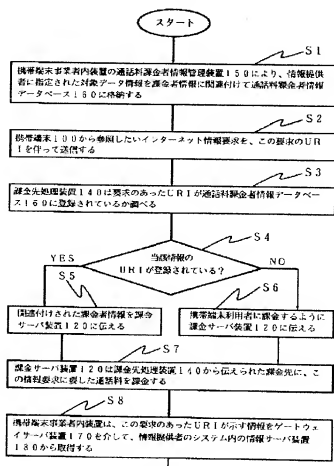 スタート
S1
携帯端末事業者内装置の通話料課金者情報管理装置150により、情報提供
者に指定された対象データ情報を課金者情報に関連付けて通話料課金者情報
データベース160に格納する
S2
携帯端末100から参照したいインターネット情報要求を、この要求のUR
Iを伴って送信する
S3
課金先処理装置140は要求のあったURIが通話料課金者情報データベー
ス160に登録されているか調べる
S4
当該情報の
URIが登録されている?
YES
NO
S5
S6
関連付けされた課金者情報を課金
サーバ装置120に伝える
携帯端末利用者に課金するように
課金サーバ装置120に伝える
S7
課金サーバ装置120は課金先処理装置140から伝えられた課金先に、こ
の情報要求に要した通話料を課金する
S8
携帯端末事業者内装置は、この要求のあったURIが示す情報をゲートウェ
イサーバ装置170を介して、情報提供者のシステム内の情報サーバ装置
180から取得する